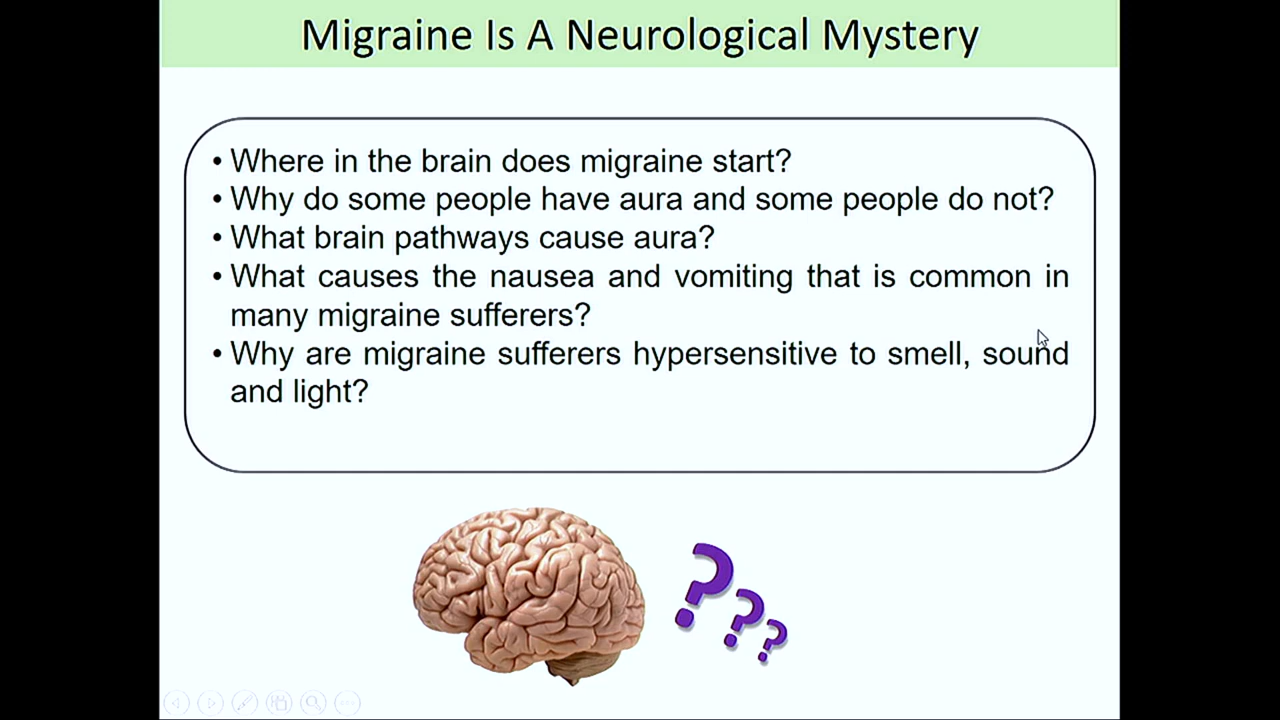 Migraine Is A Neurological Mystery
• Where in the brain does migraine start?
• Why do some people have aura and some people do not?
• What brain pathways cause aura?
• What causes the nausea and vomiting that is common in
many migraine sufferers?
• Why are migraine sufferers hypersensitive to smell, sound
and light?
? ? ?